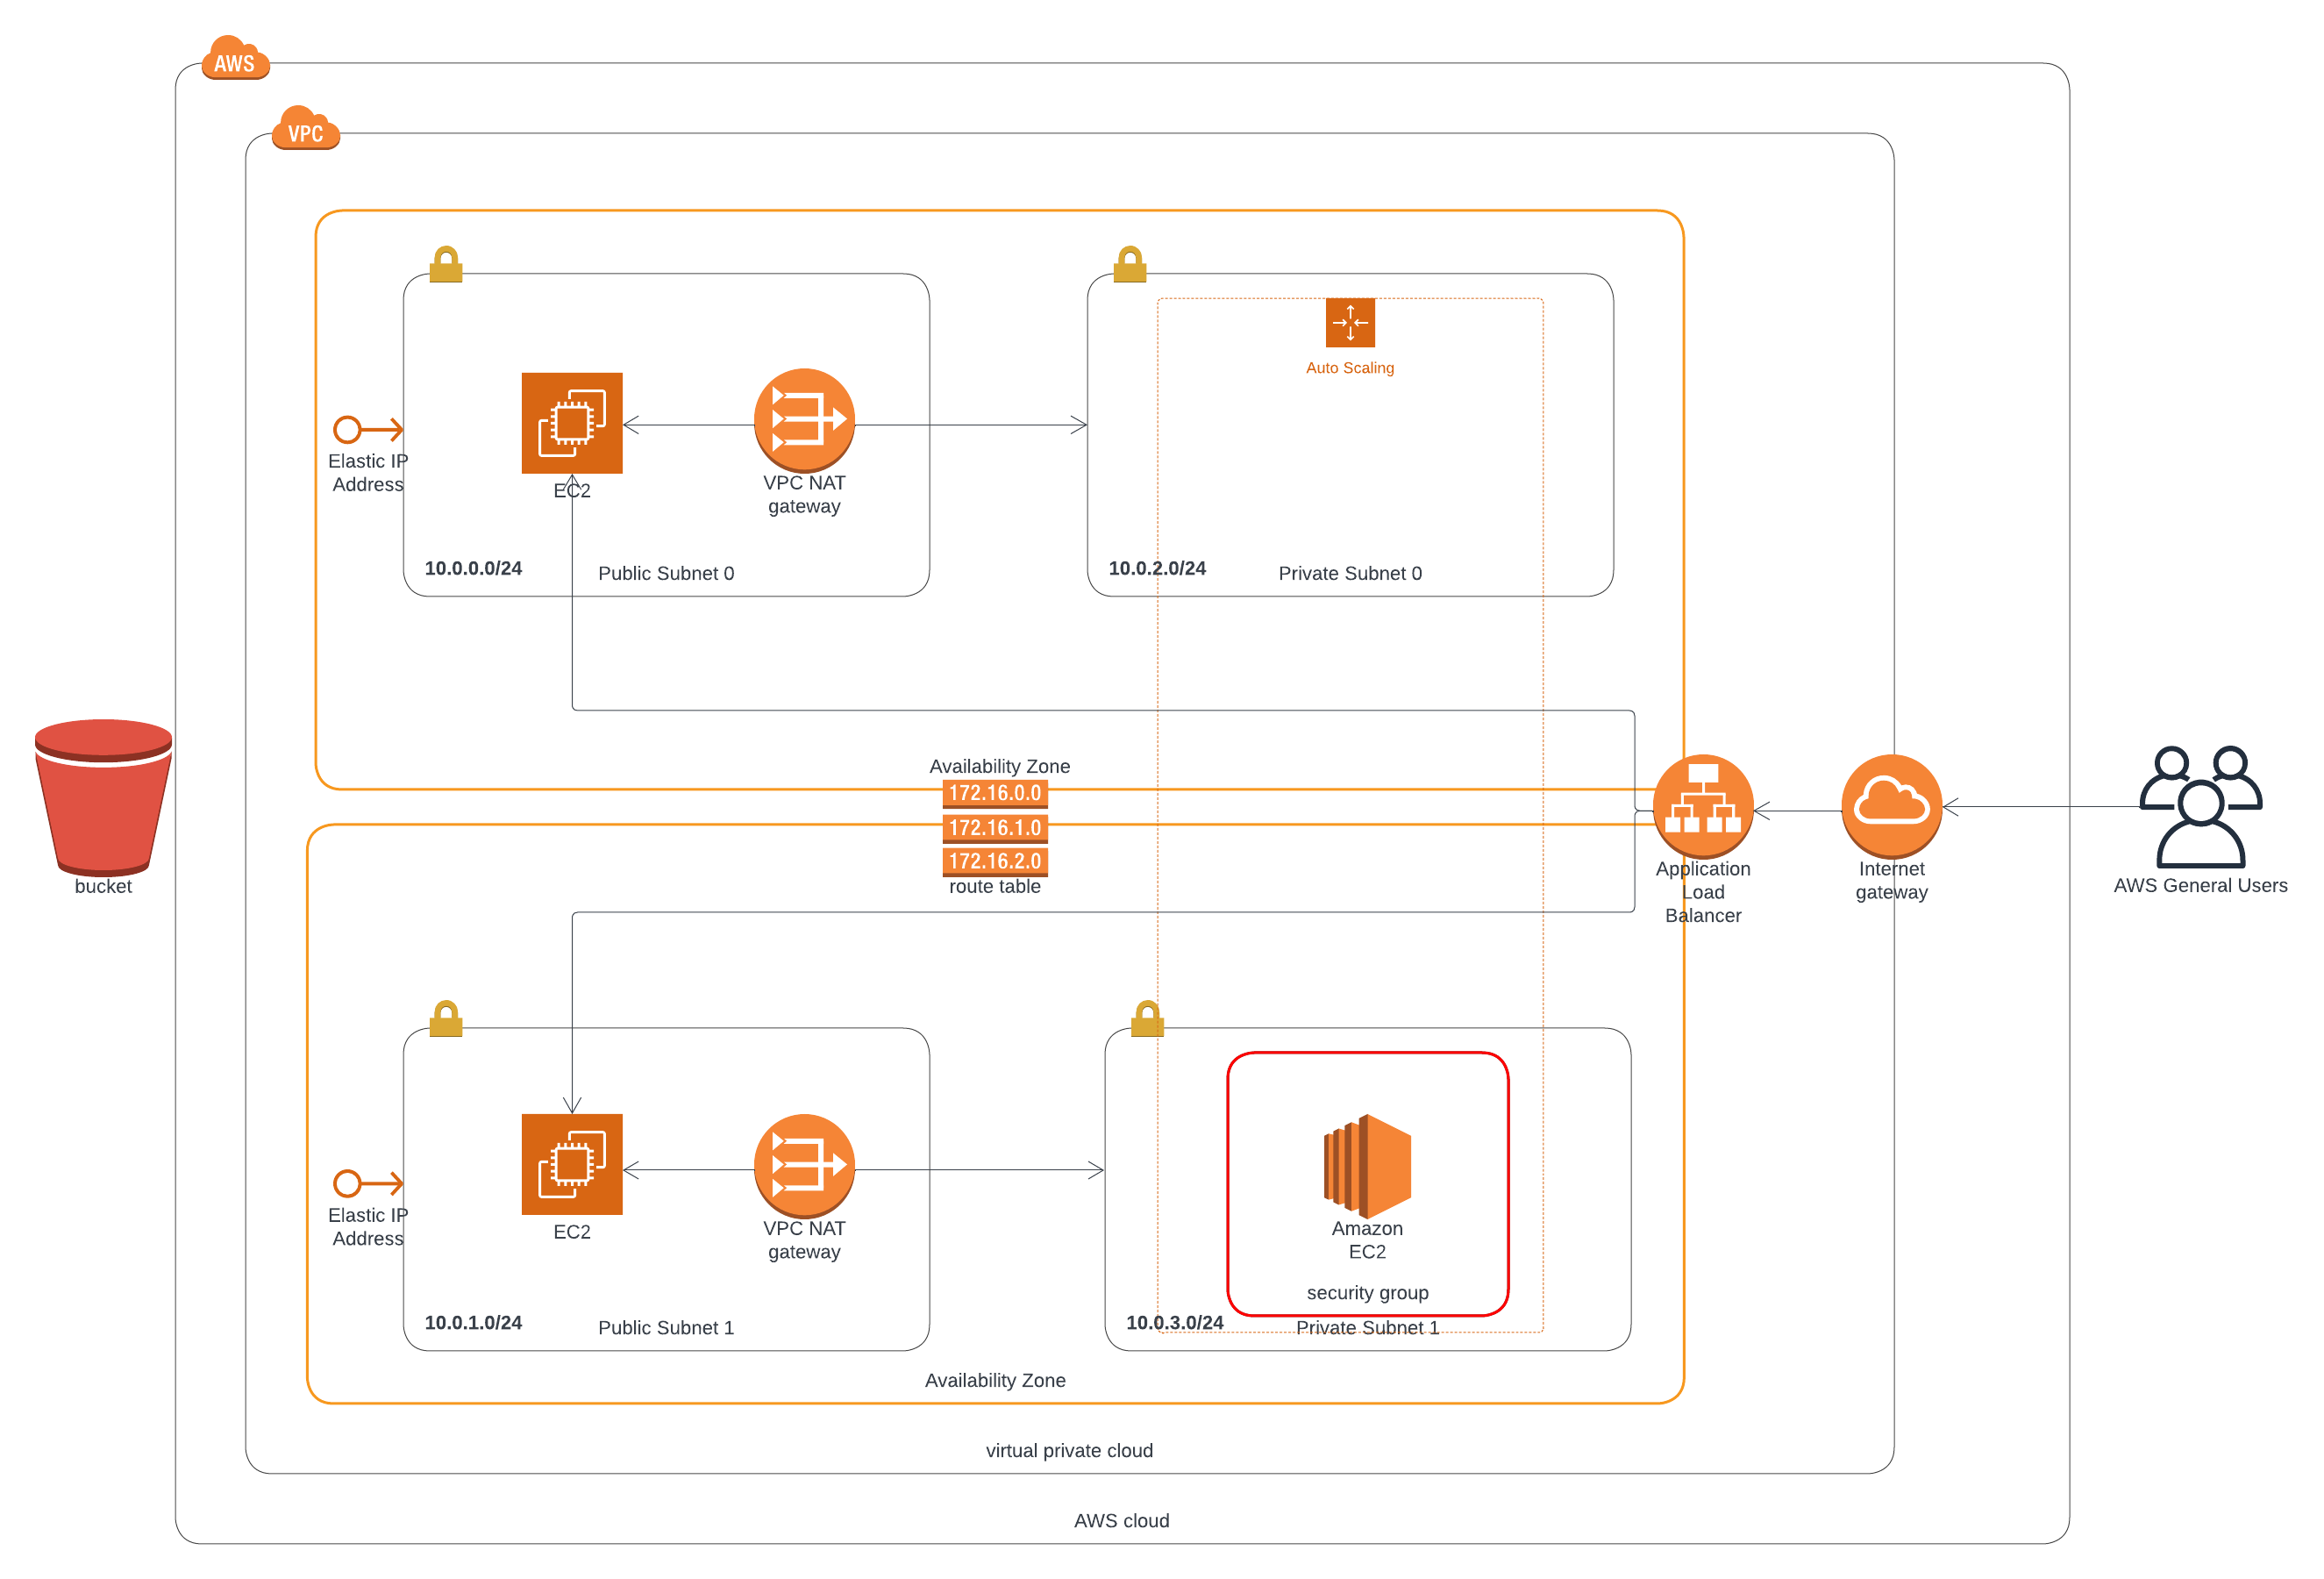 AWS
VPC
Auto Scaling
Elastic IP
Address
EC2
VPC NAT
gateway
10.0.0.0/24
Public Subnet 0
10.0.2.0/24
Private Subnet 0
Availability Zone
172.16.0.0
172.16.1.0
172.16.2.0
route table
bucket
Application
Load
Balancer
Internet
gateway
AWS General Users
Elastic IP
Address
EC2
VPC NAT
gateway
Amazon
EC2
security group
10.0.1.0/24
Public Subnet 1
10.0.3.0/24
Private Subnet 1
Availability Zone
virtual private cloud
AWS cloud